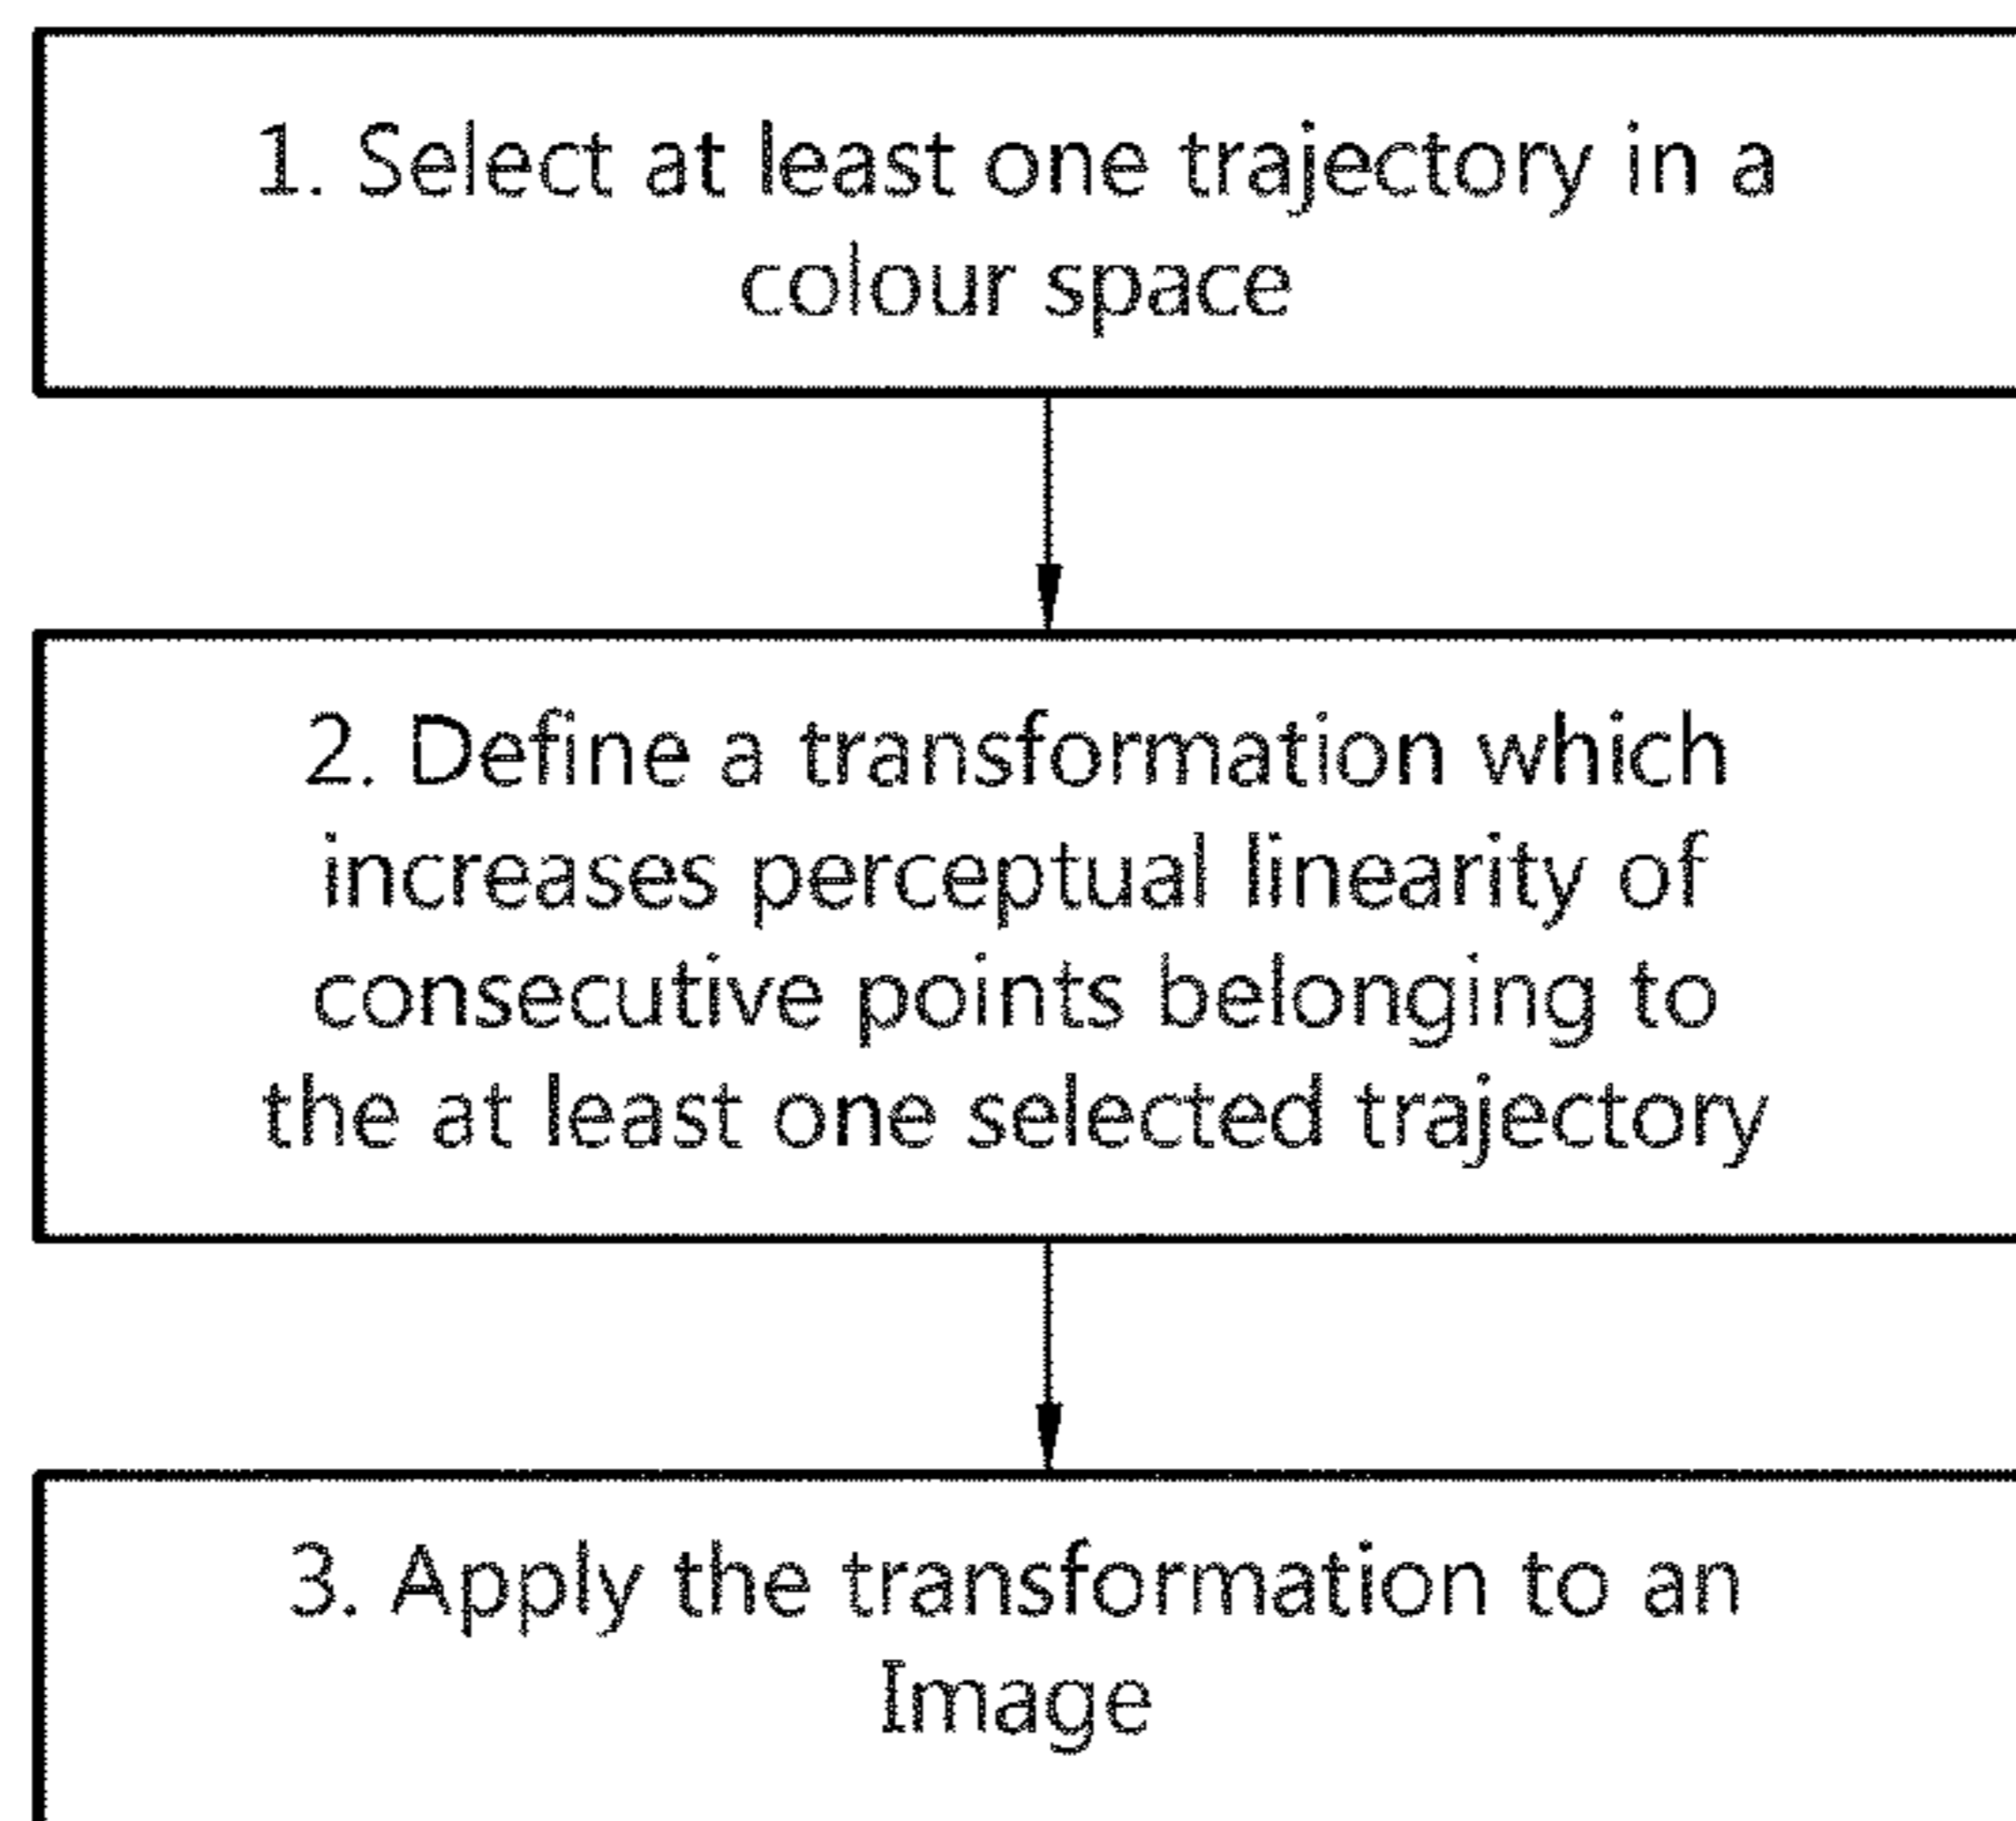 1. Select at least one trajectory in a
colour space
2. Define a transformation which
increases perceptual linearity of
consecutive points belonging to
the at least one selected trajectory
3. Apply the transformation to an
Image